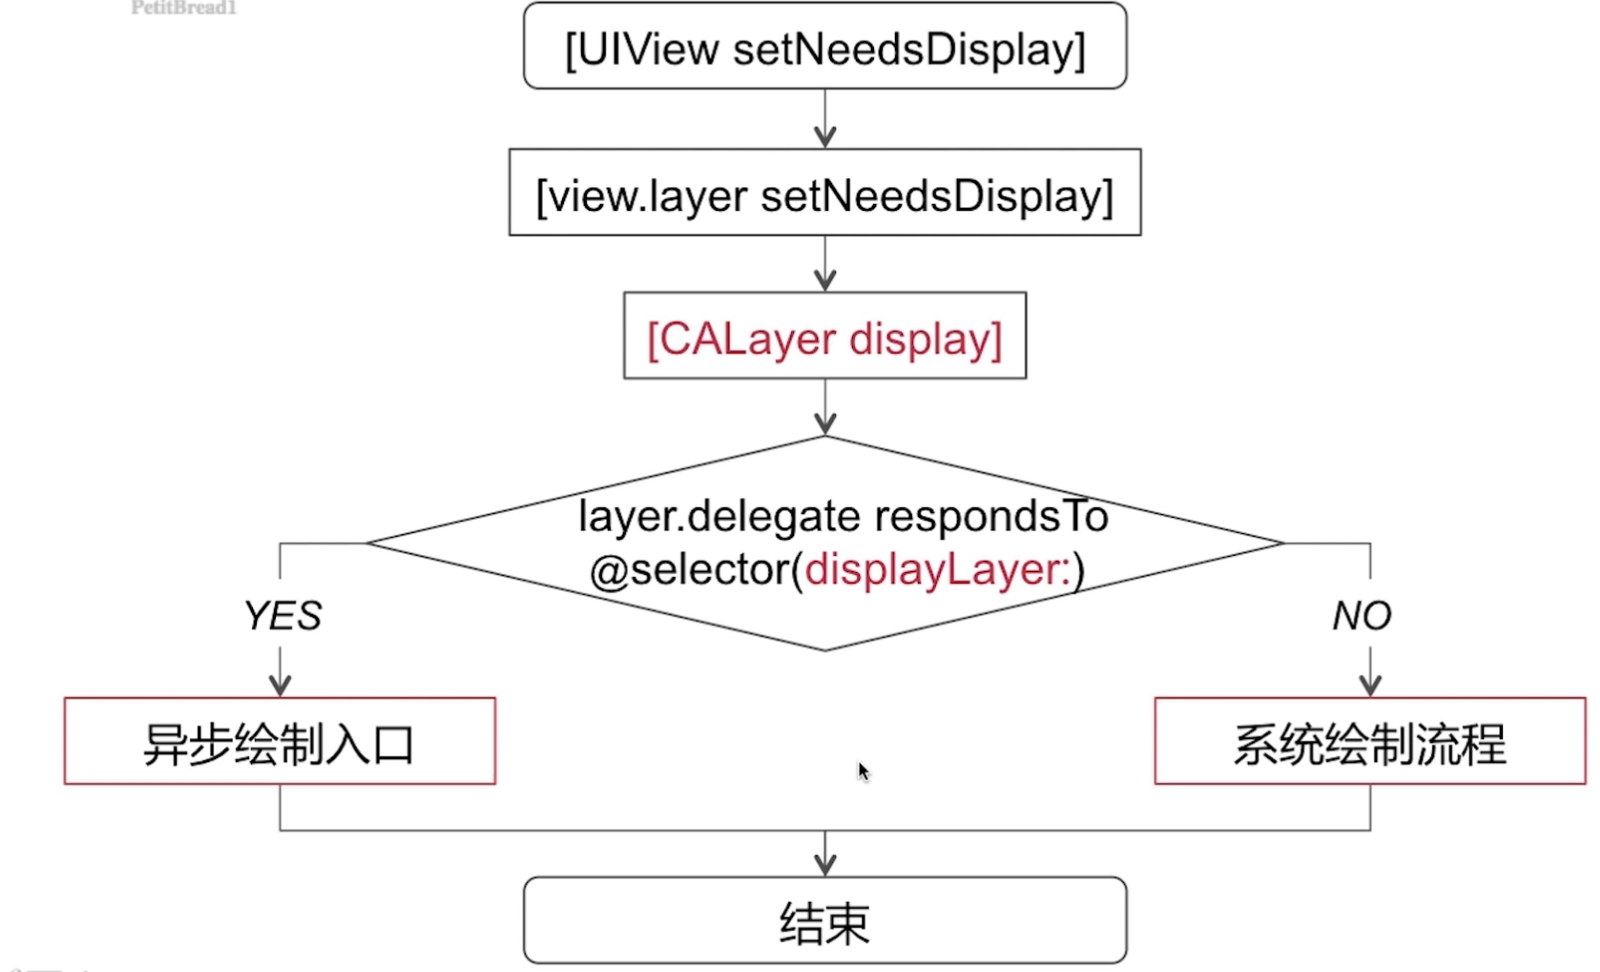 PetitBread1
[UIView setNeedsDisplay]
[view.layer setNeedsDisplay]
[CALayer display]
layer.delegate respondsTo
@selector(displayLayer:)
YES
NO
异步绘制入口
系统绘制流程
结束